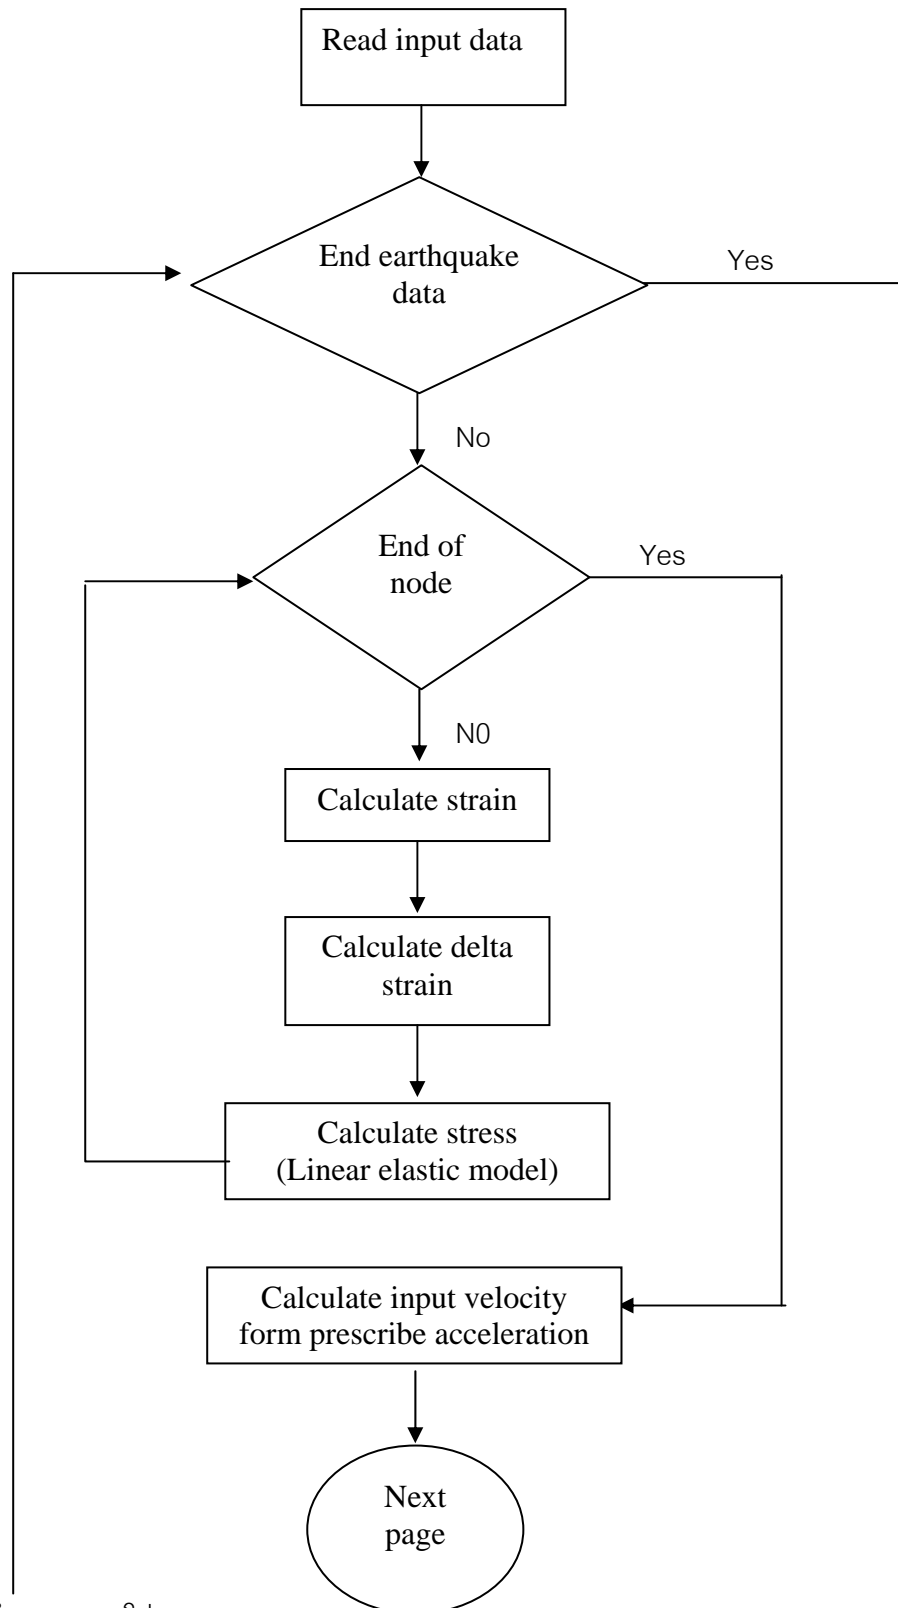 Read input data
End earthquake
data
Yes
No
End of
node
Yes
N0
Calculate strain
Calculate delta
strain
Calculate stress
(Linear elastic model)
Calculate input velocity
form prescribe acceleration
Next
page